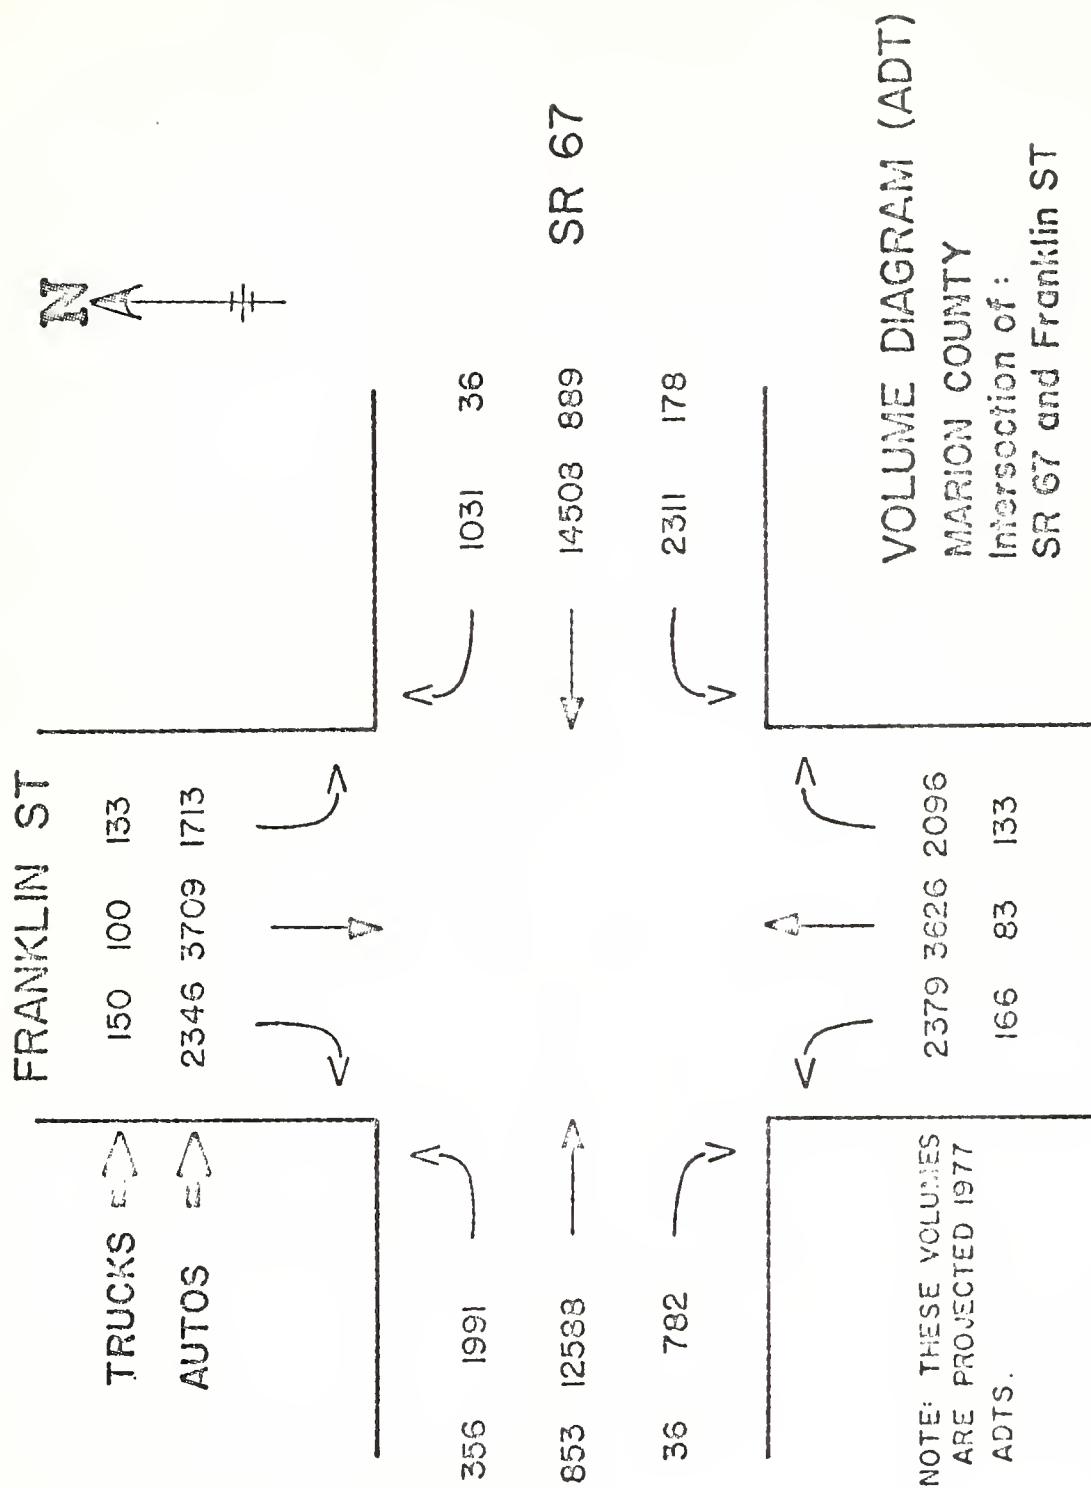 FRANKLIN ST
N
TRUCKS ⇒ 150 100 133
AUTOS ⇒ 2346 3709 1713
356 1991
1031 36
853 12588
14508 889
SR 67
36 782
2311 178
2379 3626 2096
166 83 133
NOTE: THESE VOLUMES
ARE PROJECTED 1977
ADTS.
VOLUME DIAGRAM (ADT)
MARION COUNTY
Intersection of :
SR 67 and Franklin ST